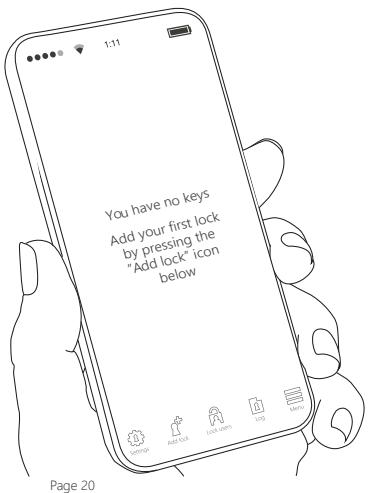 1:11
You have no keys
Add your first lock
by pressing the
"Add lock" icon
below
Settings
Add lock
Lock users
Log
Menu
Page 20